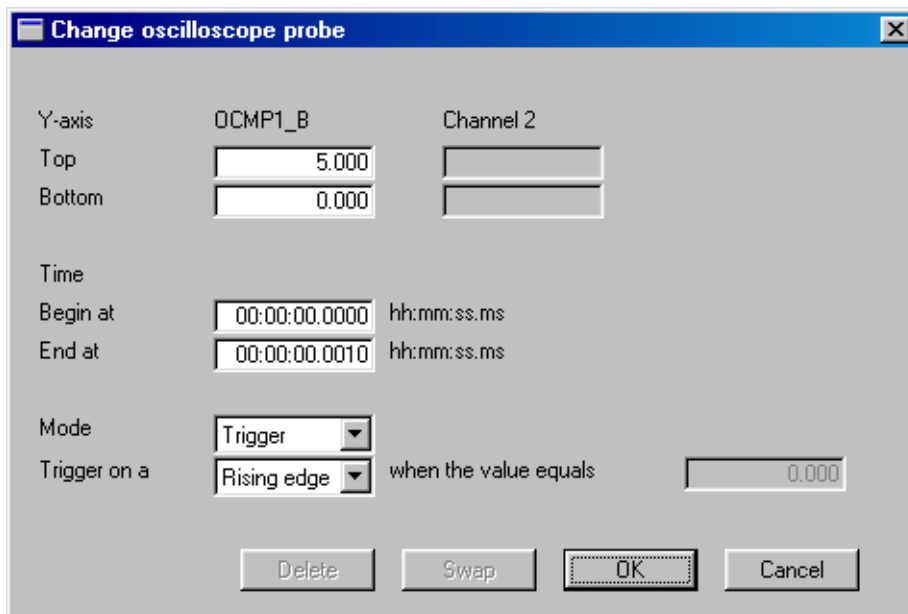 Change oscilloscope probe
Y-axis OCMP1_B Channel 2
Top 5.000
Bottom 0.000
Time
Begin at 00:00:00.0000 hh:mm:ss.ms
End at 00:00:00.0010 hh:mm:ss.ms
Mode Trigger
Trigger on a Rising edge when the value equals 0.000
Delete Swap OK Cancel